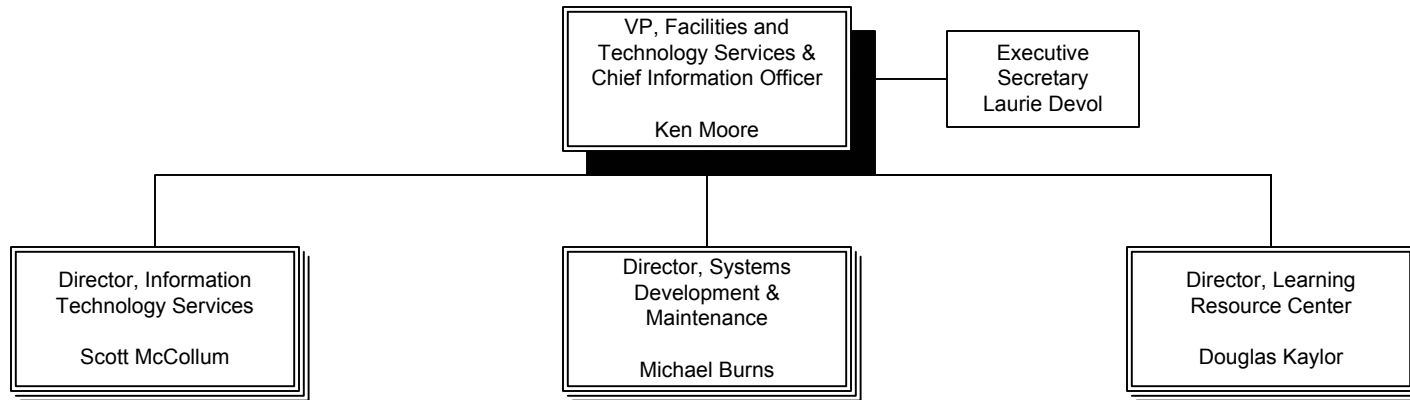 VP, Facilities and
Technology Services &
Chief Information Officer
Ken Moore
Executive
Secretary
Laurie Devol
Director, Information
Technology Services
Scott McCollum
Director, Systems
Development &
Maintenance
Michael Burns
Director, Learning
Resource Center
Douglas Kaylor